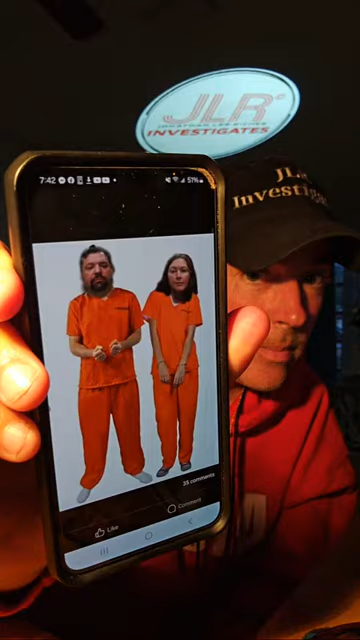 JLR
JONATHAN LEE RICHES
INVESTIGATES
JLR
Investigates
7:42
51%
35 comments
Like
Comment